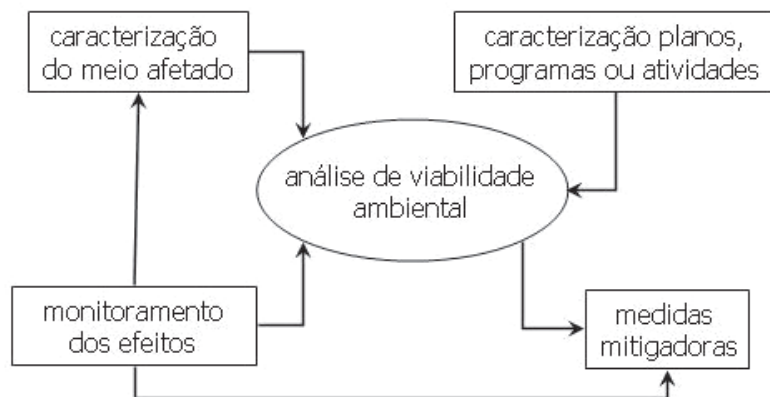 caracterização
do meio afetado
caracterização planos,
programas ou atividades
análise de viabilidade
ambiental
monitoramento
dos efeitos
medidas
mitigadoras